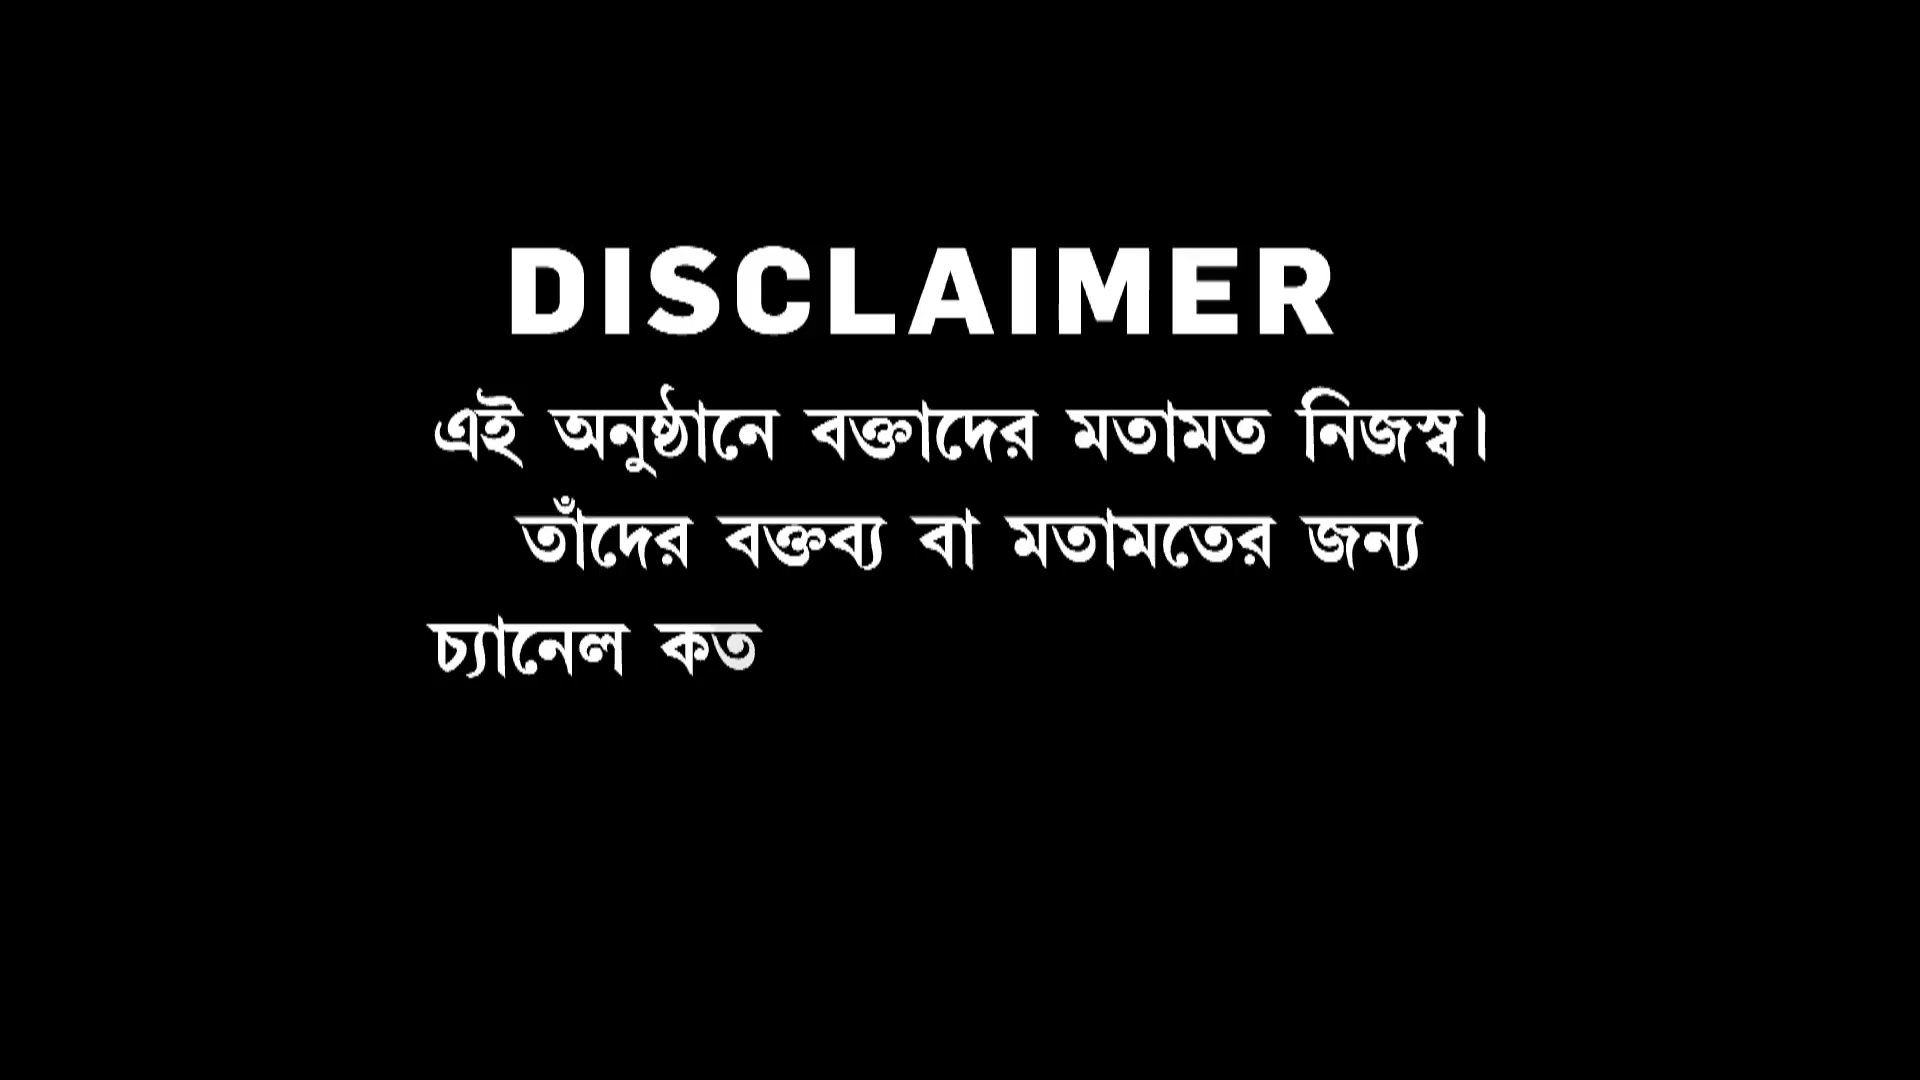 DISCLAIMER
এই অনুষ্ঠানে বক্তাদের মতামত নিজস্ব।
তাঁদের বক্তব্য বা মতামতের জন্য
চ্যানেল কত